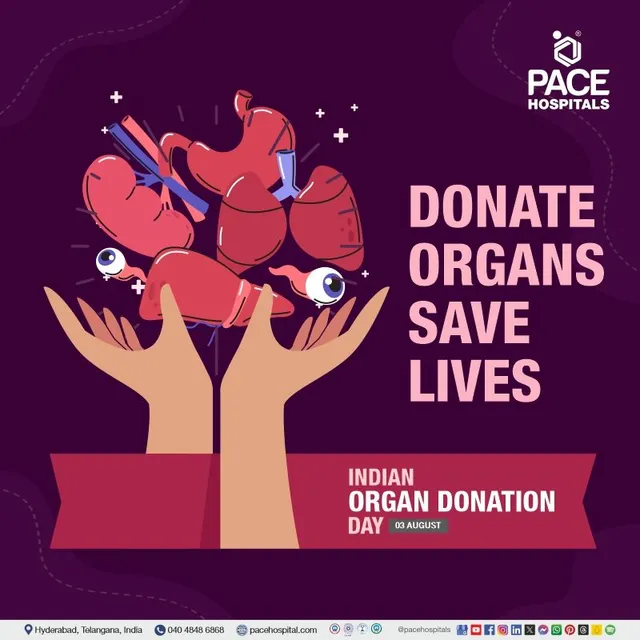 PACE
HOSPITALS
DONATE
ORGANS
SAVE
LIVES
INDIAN
ORGAN DONATION
DAY 03 AUGUST
Hyderabad, Telangana, India 040 4848 6868 pacehospital.com @pacehospitals